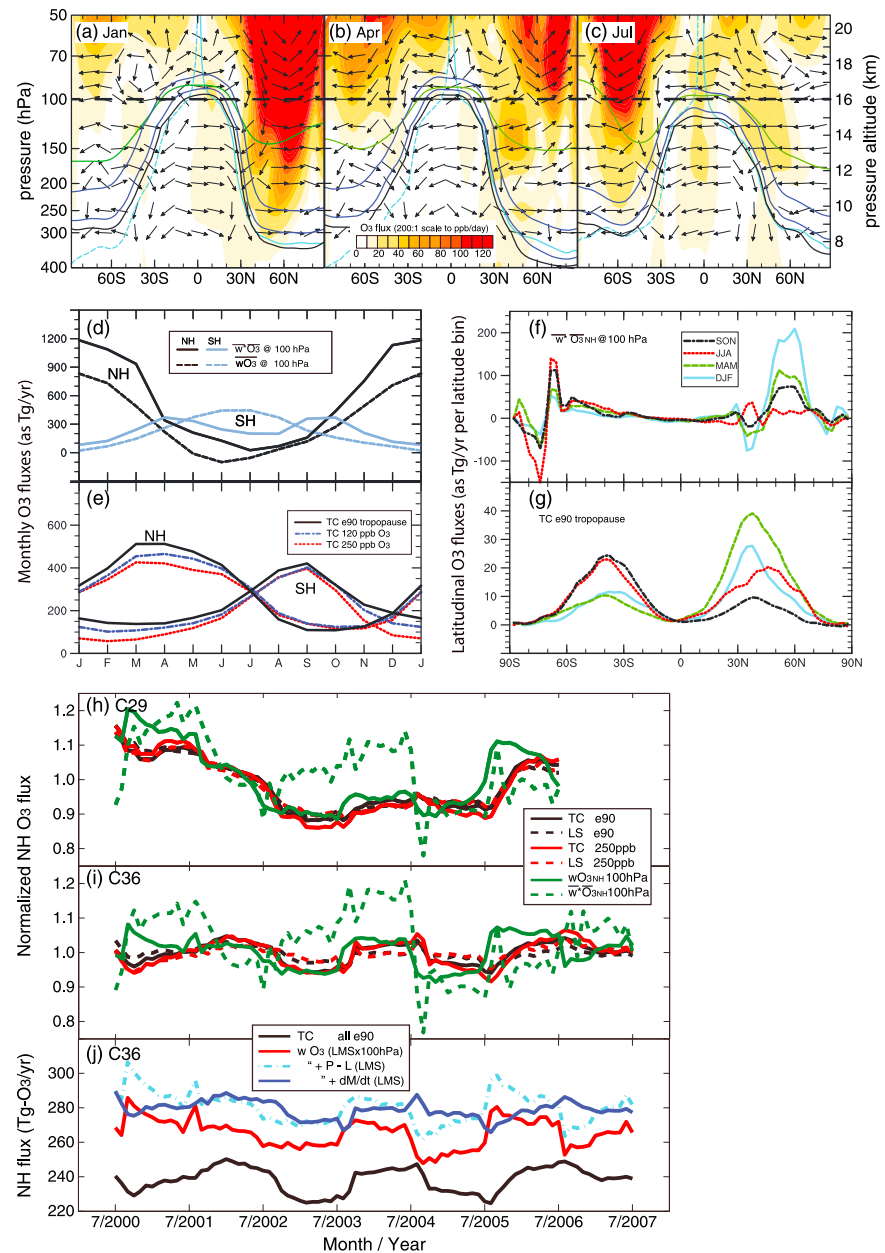 (a) Jan
(b) Apr
(c) Jul
50
70
100
150
200
250
300
400
pressure (hPa)
20
18
16
14
12
10
8
pressure altitude (km)
O3 flux (200:1 scale to ppb/day)
0 20 40 60 80 100 120
60S 30S 0 30N 60N
60S 30S 0 30N 60N
60S 30S 0 30N 60N
(d)
NH SH
w*O3 @ 100 hPa
wO3 @ 100 hPa
NH
SH
1200
900
600
300
0
Monthly O3 fluxes (as Tg/yr)
(e)
NH
SH
TC e90 tropopause
TC 120 ppb O3
TC 250 ppb O3
600
400
200
0
J F M A M J J A S O N D J
(f)
w* O3NH @ 100 hPa
SON
JJA
MAM
DJF
200
100
0
-100
Latitudinal O3 fluxes (as Tg/yr per latitude bin)
(g)
TC e90 tropopause
40
30
20
10
0
90S 60S 30S 0 30N 60N 90N
(h) C29
1.2
1.1
1.0
0.9
0.8
Normalized NH O3 flux
TC e90
LS e90
TC 250ppb
LS 250ppb
wO3NH 100hPa
w*O3NH 100hPa
(i) C36
1.2
1.1
1.0
0.9
0.8
TC all e90
w O3 (LMSx100hPa)
" + P - L (LMS)
" + dM/dt (LMS)
(j) C36
300
280
260
240
220
NH flux (Tg-O3/yr)
7/2000 7/2001 7/2002 7/2003 7/2004 7/2005 7/2006 7/2007
Month / Year